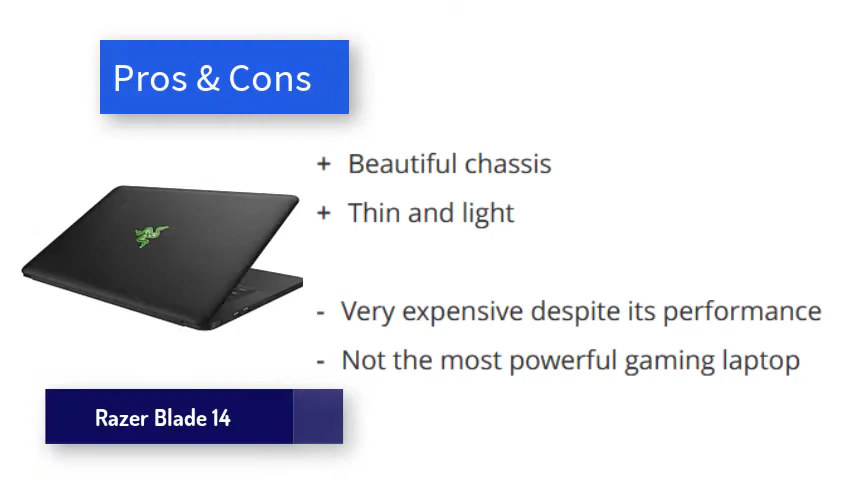 Pros & Cons
+ Beautiful chassis
+ Thin and light
- Very expensive despite its performance
- Not the most powerful gaming laptop
Razer Blade 14